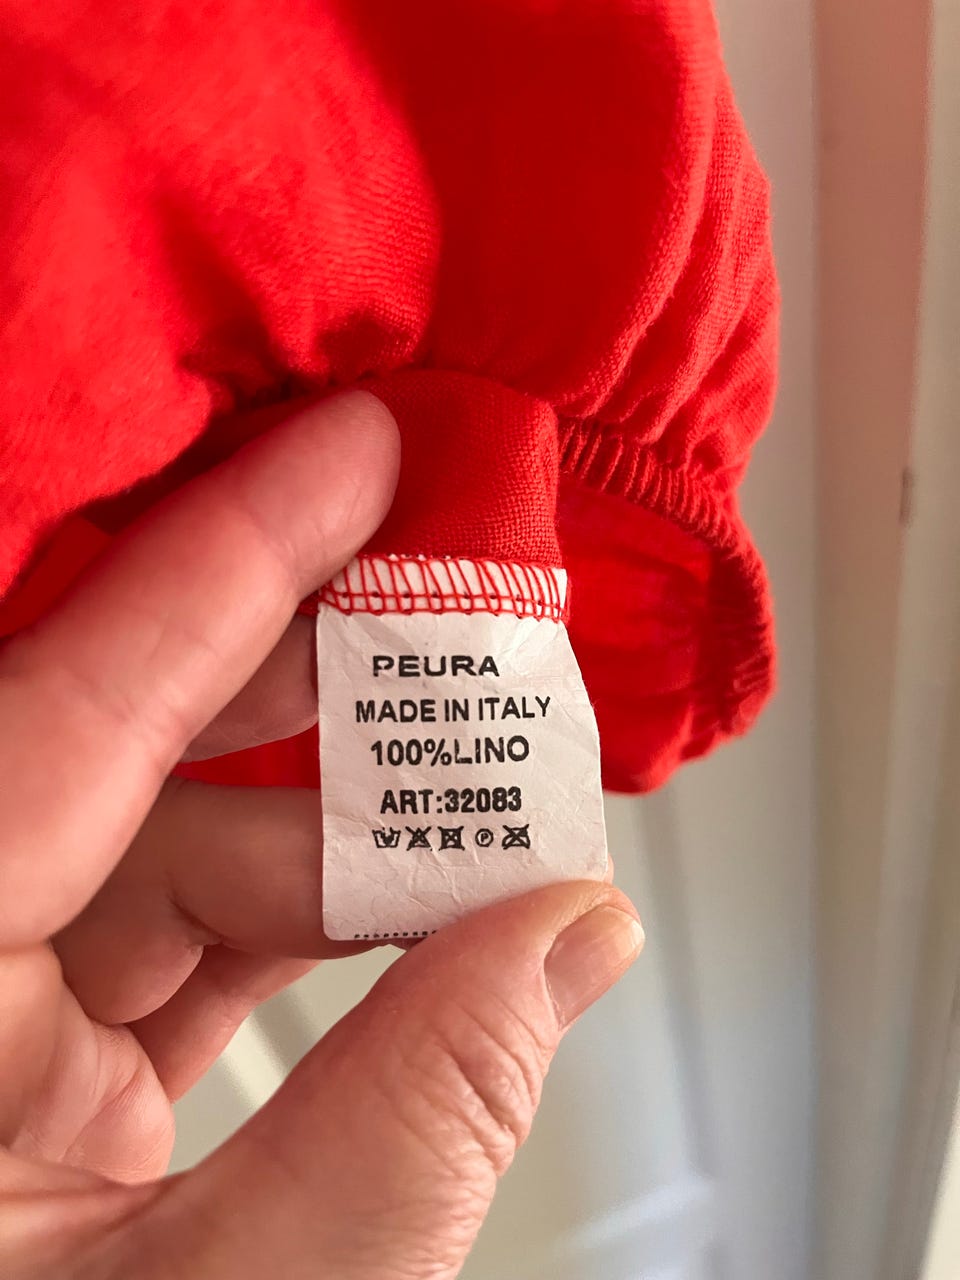 PEURA
MADE IN ITALY
100%LINO
ART:32083